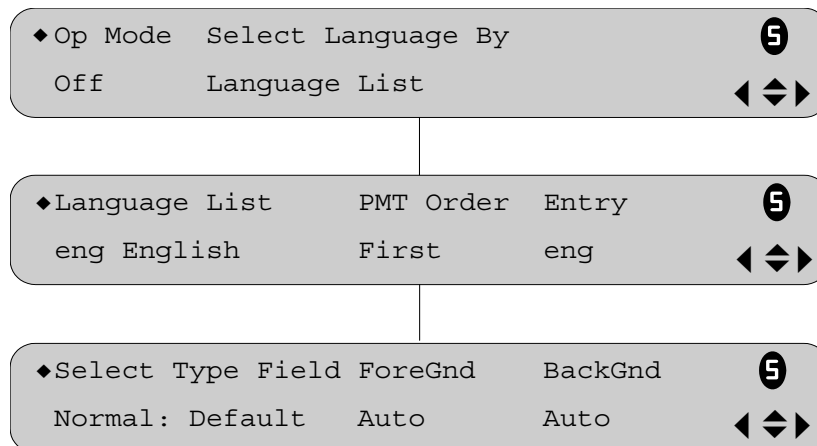 ◆Op Mode Select Language By S
Off Language List
◆Language List PMT Order Entry S
eng English First eng
◆Select Type Field ForeGnd BackGnd S
Normal: Default Auto Auto